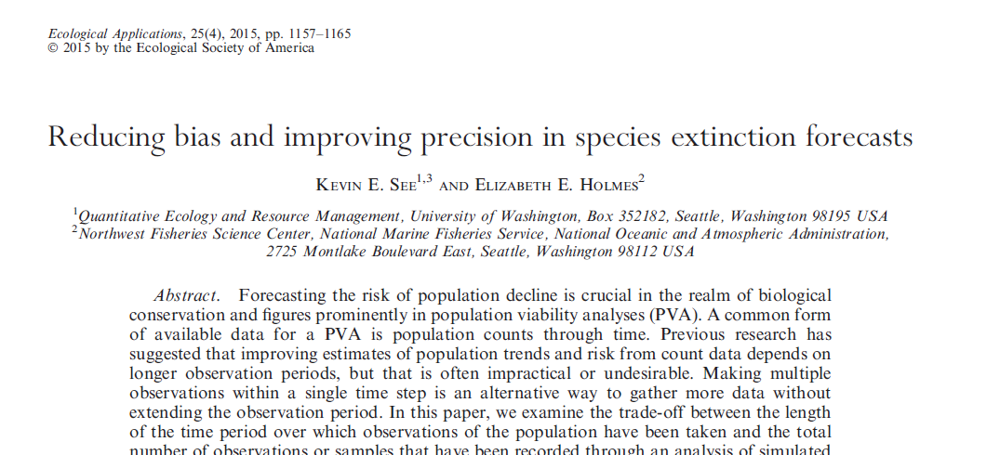 Ecological Applications, 25(4), 2015, pp. 1157–1165
© 2015 by the Ecological Society of America
Reducing bias and improving precision in species extinction forecasts
KEVIN E. SEE1,3 AND ELIZABETH E. HOLMES2
1Quantitative Ecology and Resource Management, University of Washington, Box 352182, Seattle, Washington 98195 USA
2Northwest Fisheries Science Center, National Marine Fisheries Service, National Oceanic and Atmospheric Administration,
2725 Montlake Boulevard East, Seattle, Washington 98112 USA
Abstract. Forecasting the risk of population decline is crucial in the realm of biological
conservation and figures prominently in population viability analyses (PVA). A common form
of available data for a PVA is population counts through time. Previous research has
suggested that improving estimates of population trends and risk from count data depends on
longer observation periods, but that is often impractical or undesirable. Making multiple
observations within a single time step is an alternative way to gather more data without
extending the observation period. In this paper, we examine the trade-off between the length
of the time period over which observations of the population have been taken and the total
number of observations or samples that have been recorded through an analysis of simulated